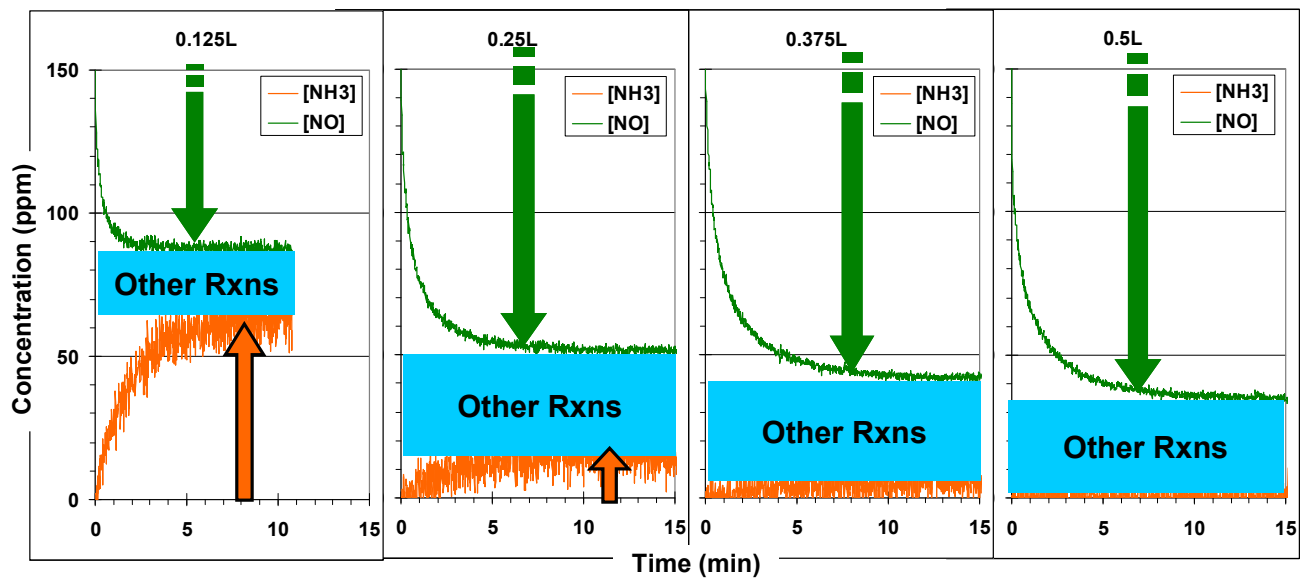 0.125L
0.25L
0.375L
0.5L
Concentration (ppm)
150
100
50
0
[NH3]
[NO]
Other Rxns
0 5 10 15
[NH3]
[NO]
Other Rxns
0 5 10 15
[NH3]
[NO]
Other Rxns
0 5 10 15
[NH3]
[NO]
Other Rxns
0 5 10 15
Time (min)